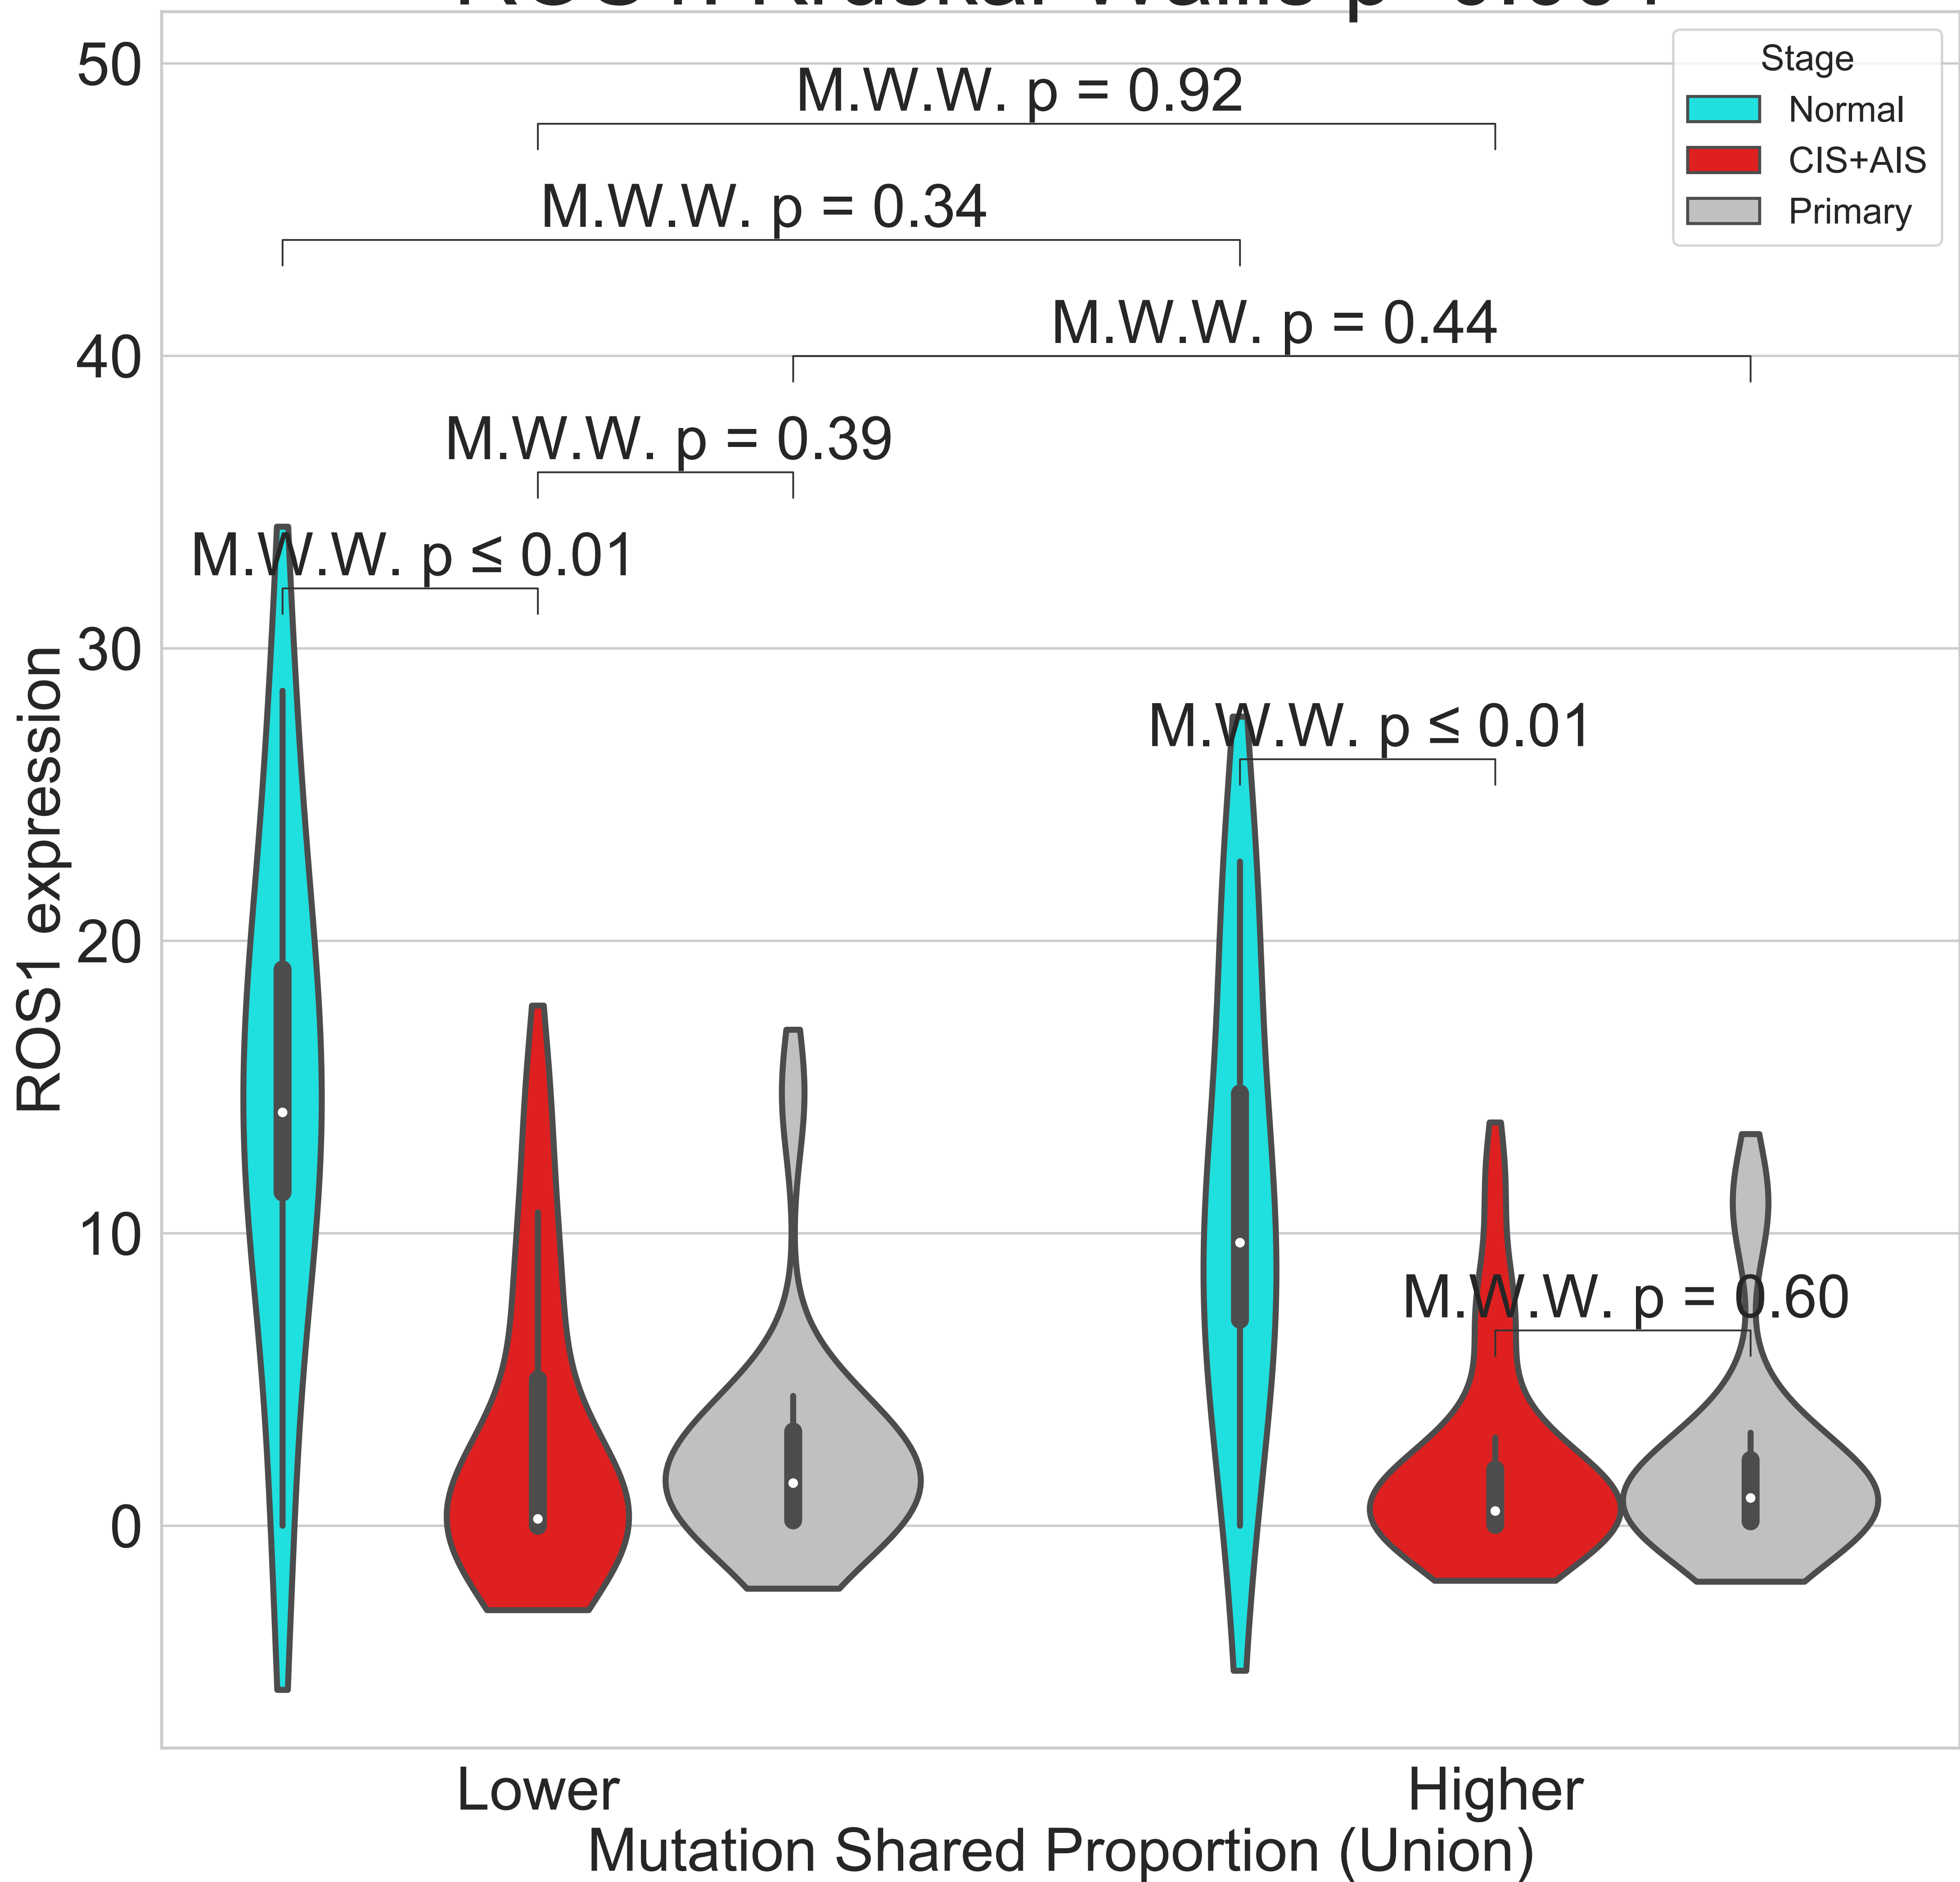 50
40
30
20
10
0
ROS1 expression
M.W.W. p = 0.92
M.W.W. p = 0.34
M.W.W. p = 0.44
M.W.W. p = 0.39
M.W.W. p ≤ 0.01
M.W.W. p ≤ 0.01
M.W.W. p = 0.60
Stage
Normal
CIS+AIS
Primary
Lower
Higher
Mutation Shared Proportion (Union)